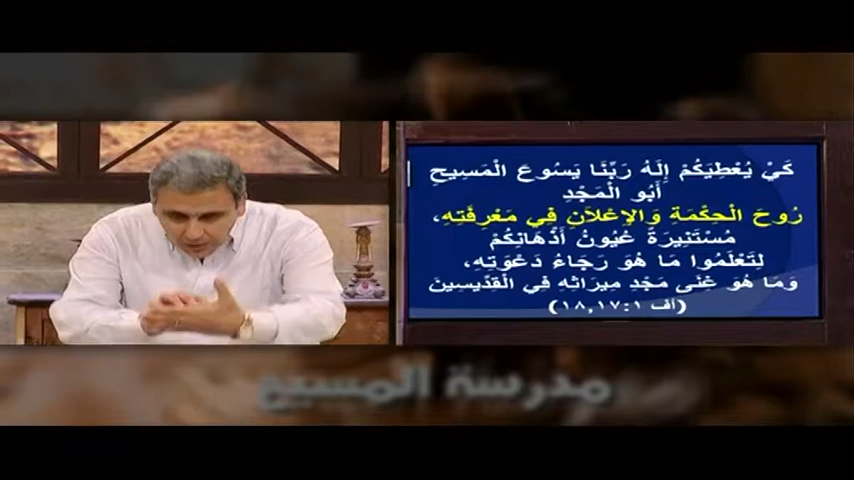 كَيْ يُعْطِيَكُمْ إِلَهُ رَبِّنَا يَسُوعَ الْمَسِيحِ
أَبُو الْمَجْدِ
رُوحَ الْحِكْمَةِ وَالإِعْلاَنِ فِي مَعْرِفَتِهِ،
مُسْتَنِيرَةً عُيُونُ أَذْهَانِكُمْ
لِتَعْلَمُوا مَا هُوَ رَجَاءُ دَعْوَتِهِ،
وَمَا هُوَ غِنَى مَجْدِ مِيرَاثِهِ فِي الْقِدِّيسِينَ
(أف ١: ١٧، ١٨)
مدرسة المسيح